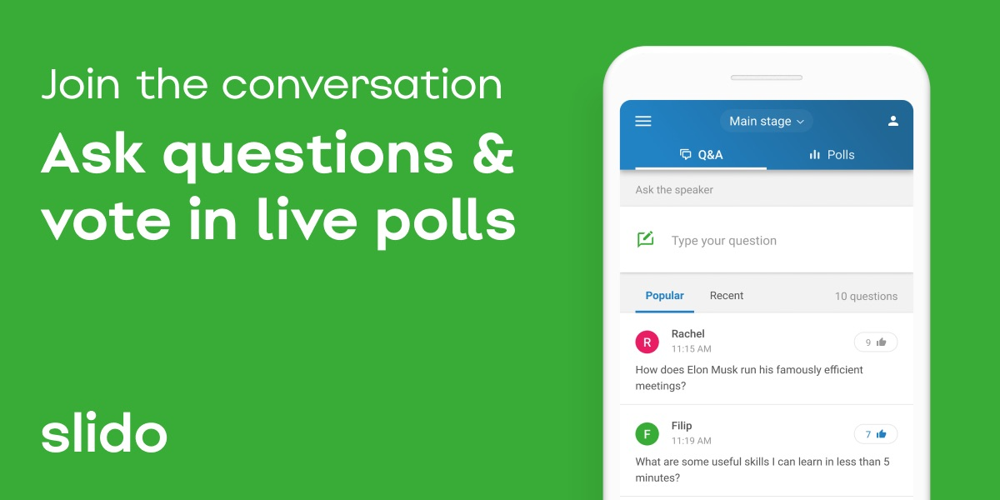 Join the conversation
Ask questions &
vote in live polls
slido
Main stage
Q&A Polls
Ask the speaker
Type your question
Popular Recent 10 questions
R Rachel 9
11:15 AM
How does Elon Musk run his famously efficient
meetings?
F Filip 7
11:19 AM
What are some useful skills I can learn in less than 5
minutes?